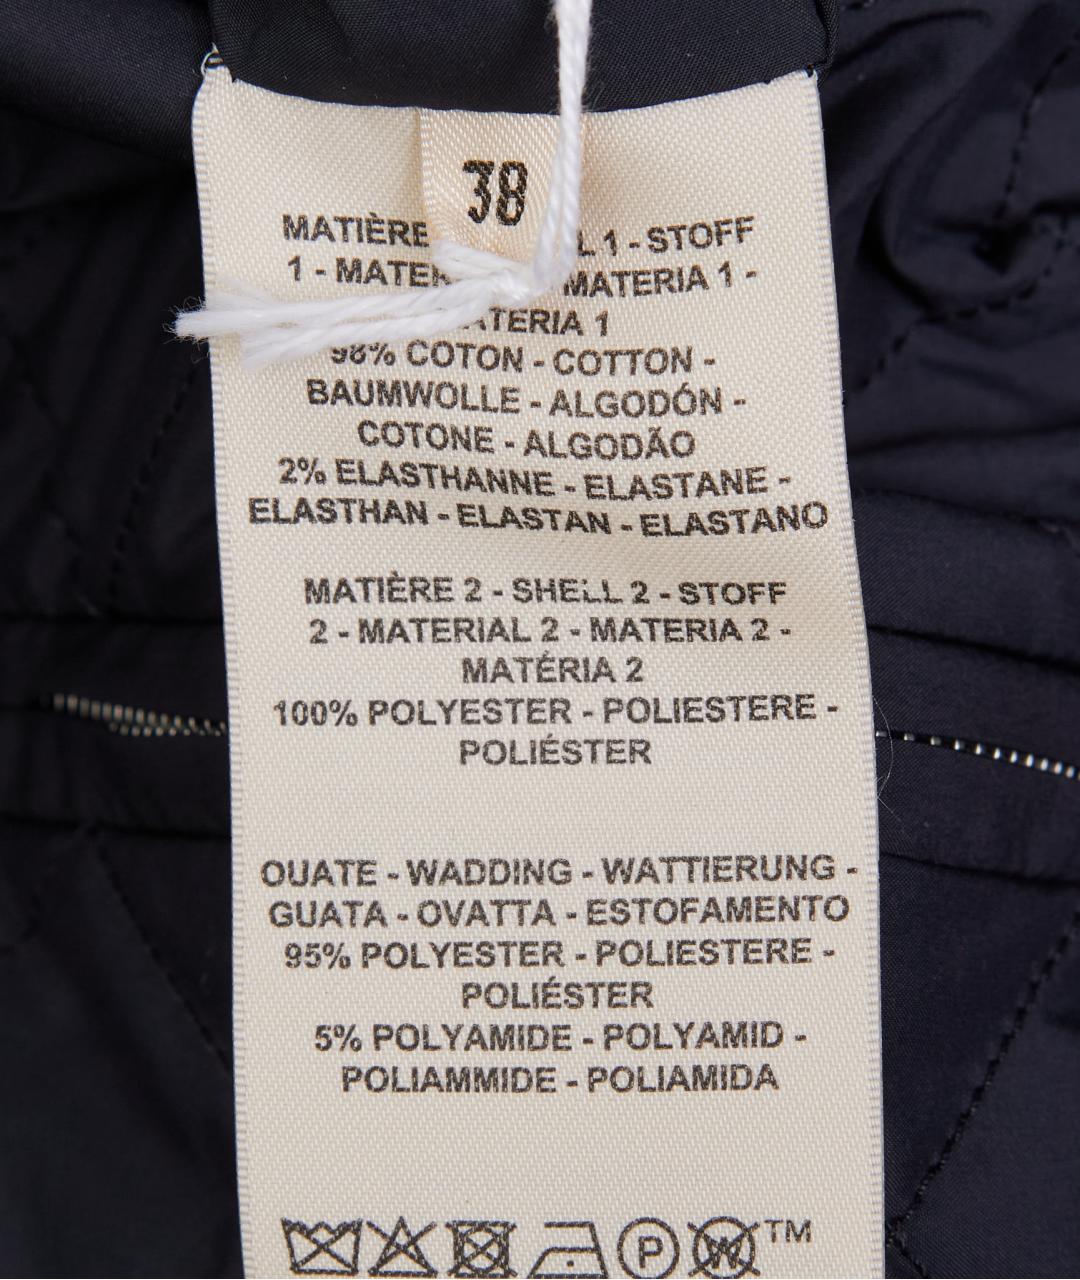 38
MATIÈRE 1 - STOFF
1 - MATERIA 1 -
1
98% COTON - COTTON -
BAUMWOLLE - ALGODÓN -
COTONE - ALGODÃO
2% ELASTHANNE - ELASTANE -
ELASTHAN - ELASTAN - ELASTANO
MATIÈRE 2 - SHELL 2 - STOFF
2 - MATERIAL 2 - MATERIA 2 -
MATÉRIA 2
100% POLYESTER - POLIESTERE -
POLIÉSTER
OUATE - WADDING - WATTIERUNG -
GUATA - OVATTA - ESTOFAMENTO
95% POLYESTER - POLIESTERE -
POLIÉSTER
5% POLYAMIDE - POLYAMID -
POLIAMMIDE - POLIAMIDA
P W TM